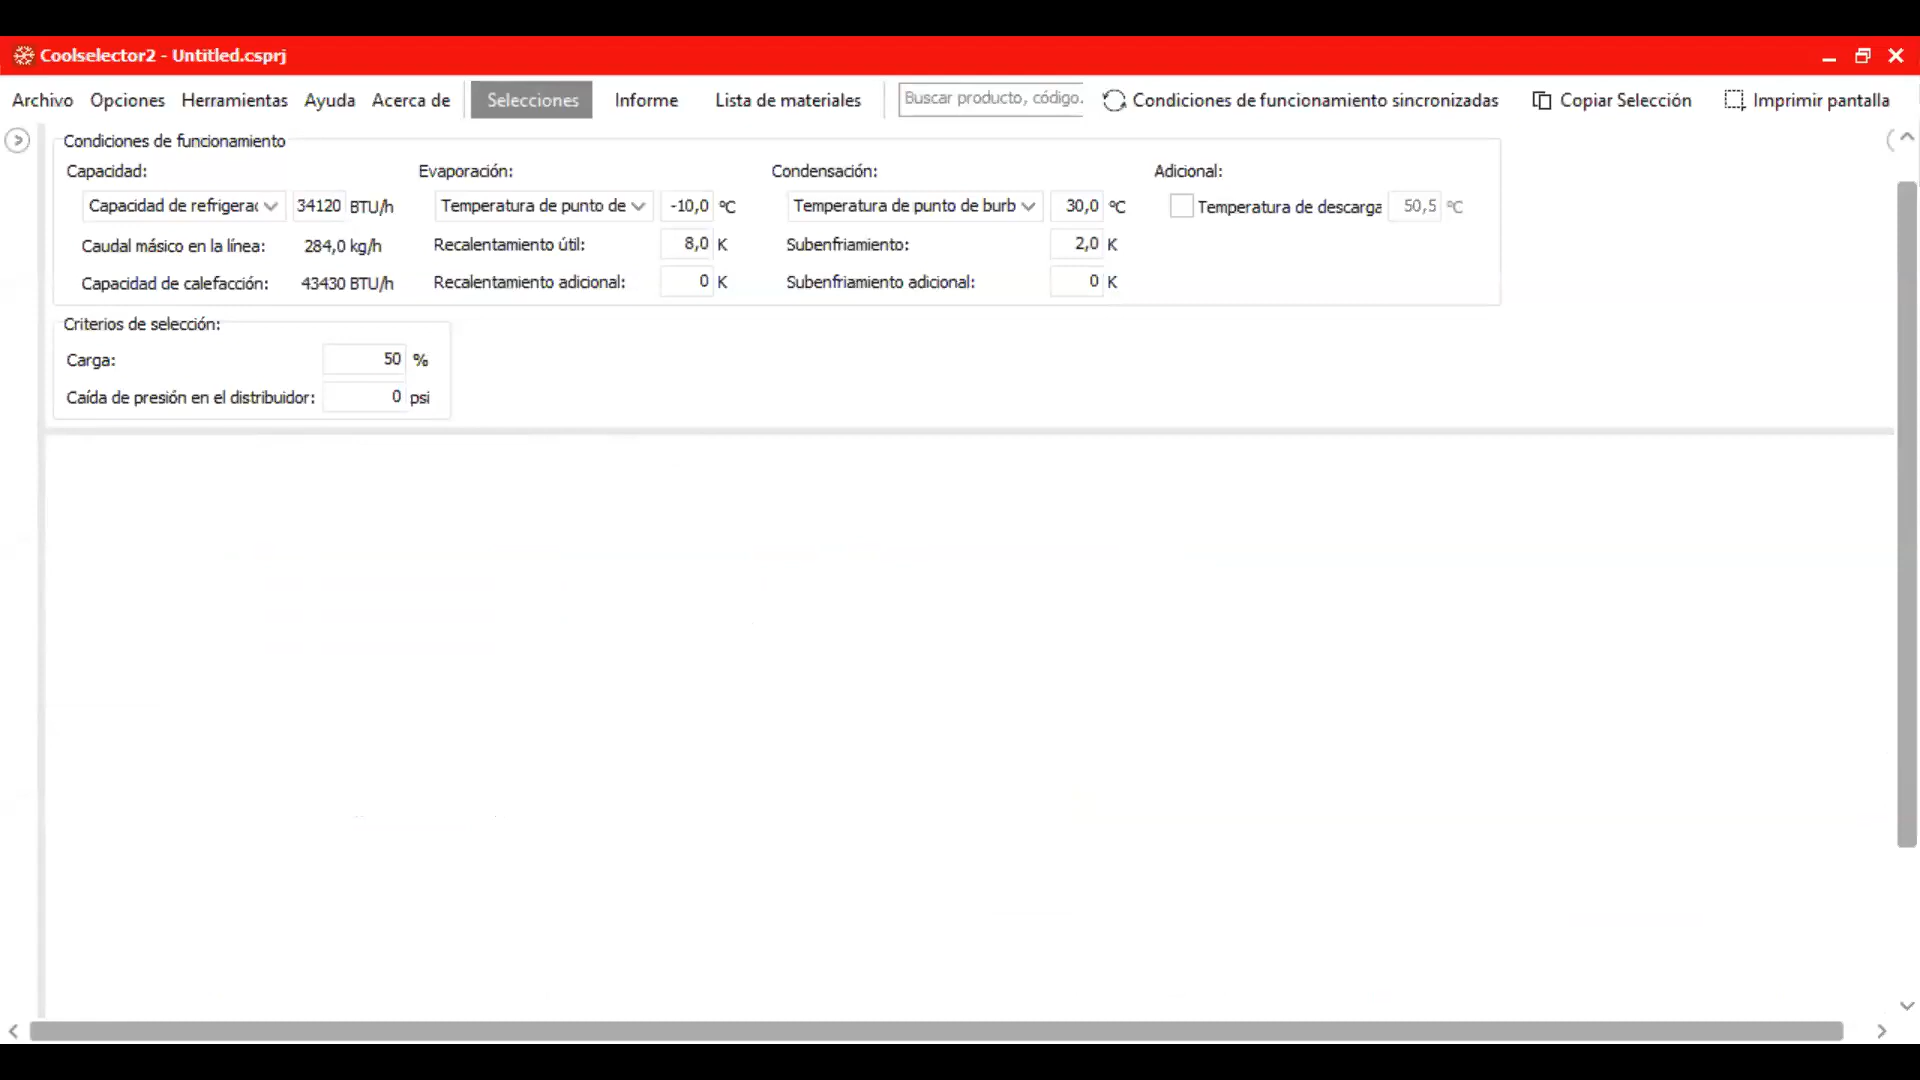 Coolselector2 - Untitled.csprj
Archivo Opciones Herramientas Ayuda Acerca de Selecciones Informe Lista de materiales Buscar producto, código. Condiciones de funcionamiento sincronizadas Copiar Selección Imprimir pantalla
Condiciones de funcionamiento
Capacidad: Evaporación: Condensación: Adicional:
Capacidad de refrigerac 34120 BTU/h Temperatura de punto de -10,0 ºC Temperatura de punto de burb 30,0 ºC Temperatura de descarga 50,5 ºC
Caudal másico en la línea: 284,0 kg/h Recalentamiento útil: 8,0 K Subenfriamiento: 2,0 K
Capacidad de calefacción: 43430 BTU/h Recalentamiento adicional: 0 K Subenfriamiento adicional: 0 K
Criterios de selección:
Carga: 50 %
Caída de presión en el distribuidor: 0 psi